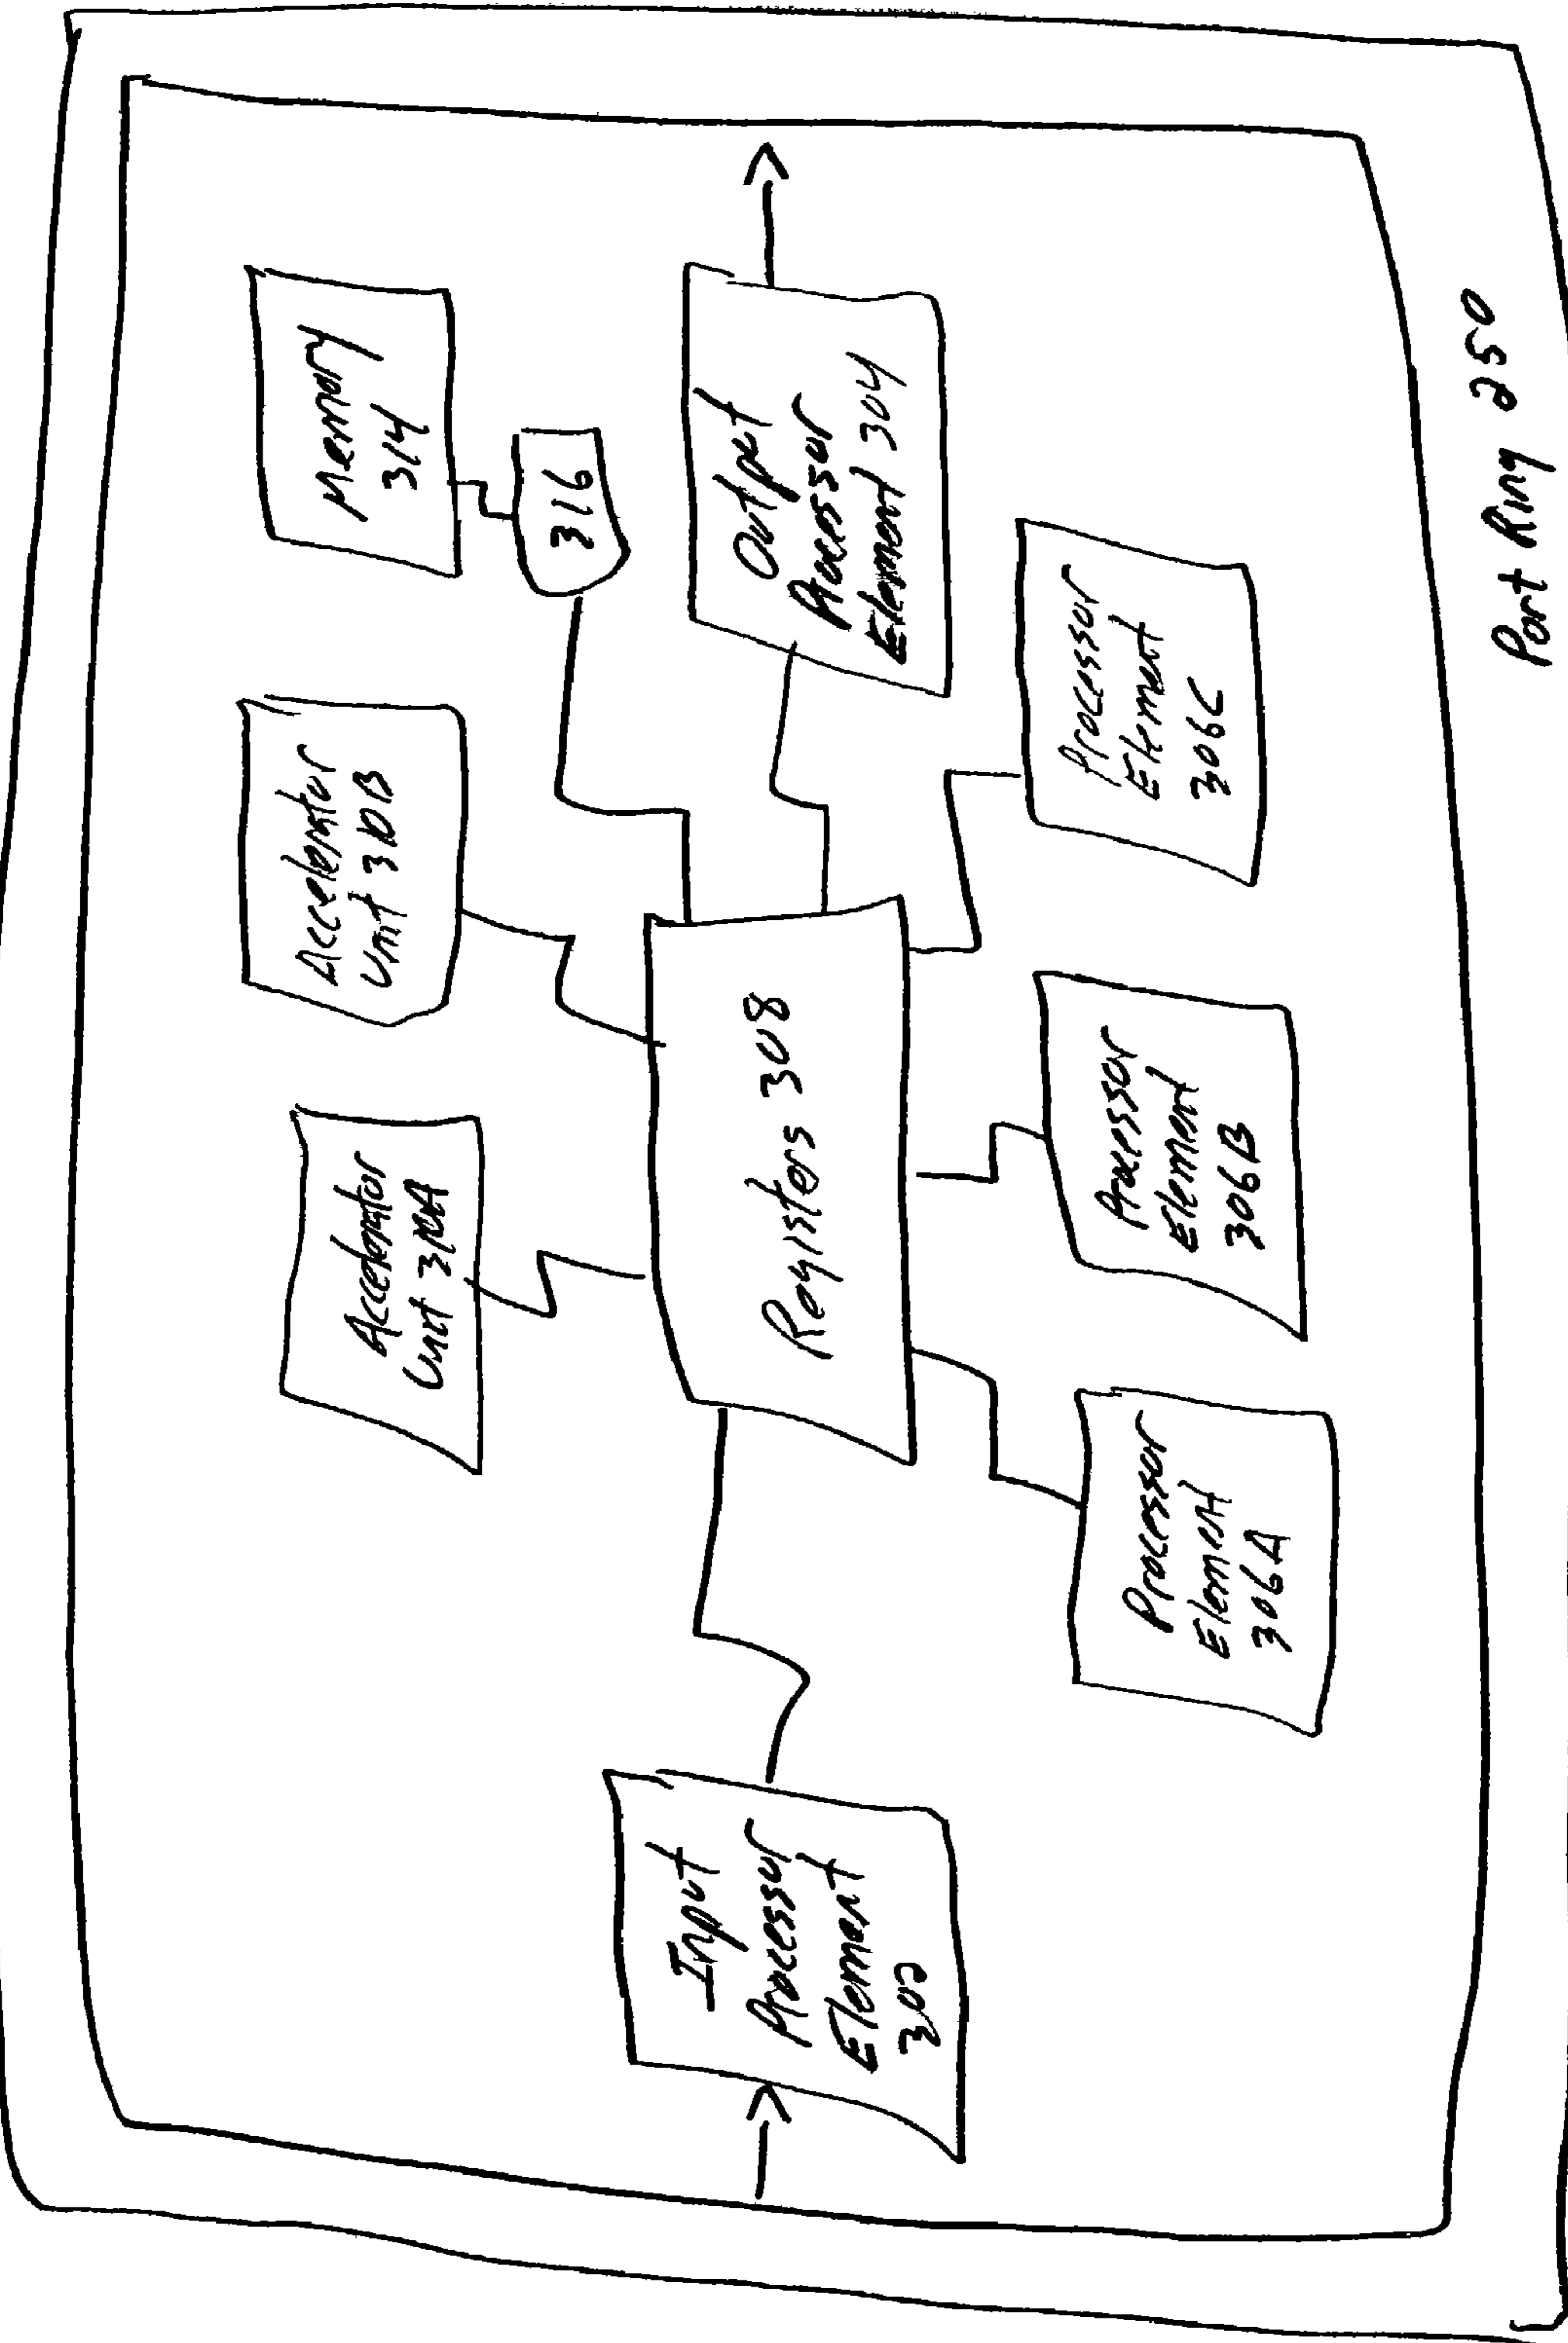 Memory
314
316
Output
Processor
Element 304
Accelerator
Unit 310B
Processor
Element
306C
Registers 308
Accelerator
Unit 310A
Processor
Element
306B
Processor
Element
306A
Input
Processor
Element
302
Port Ring 250